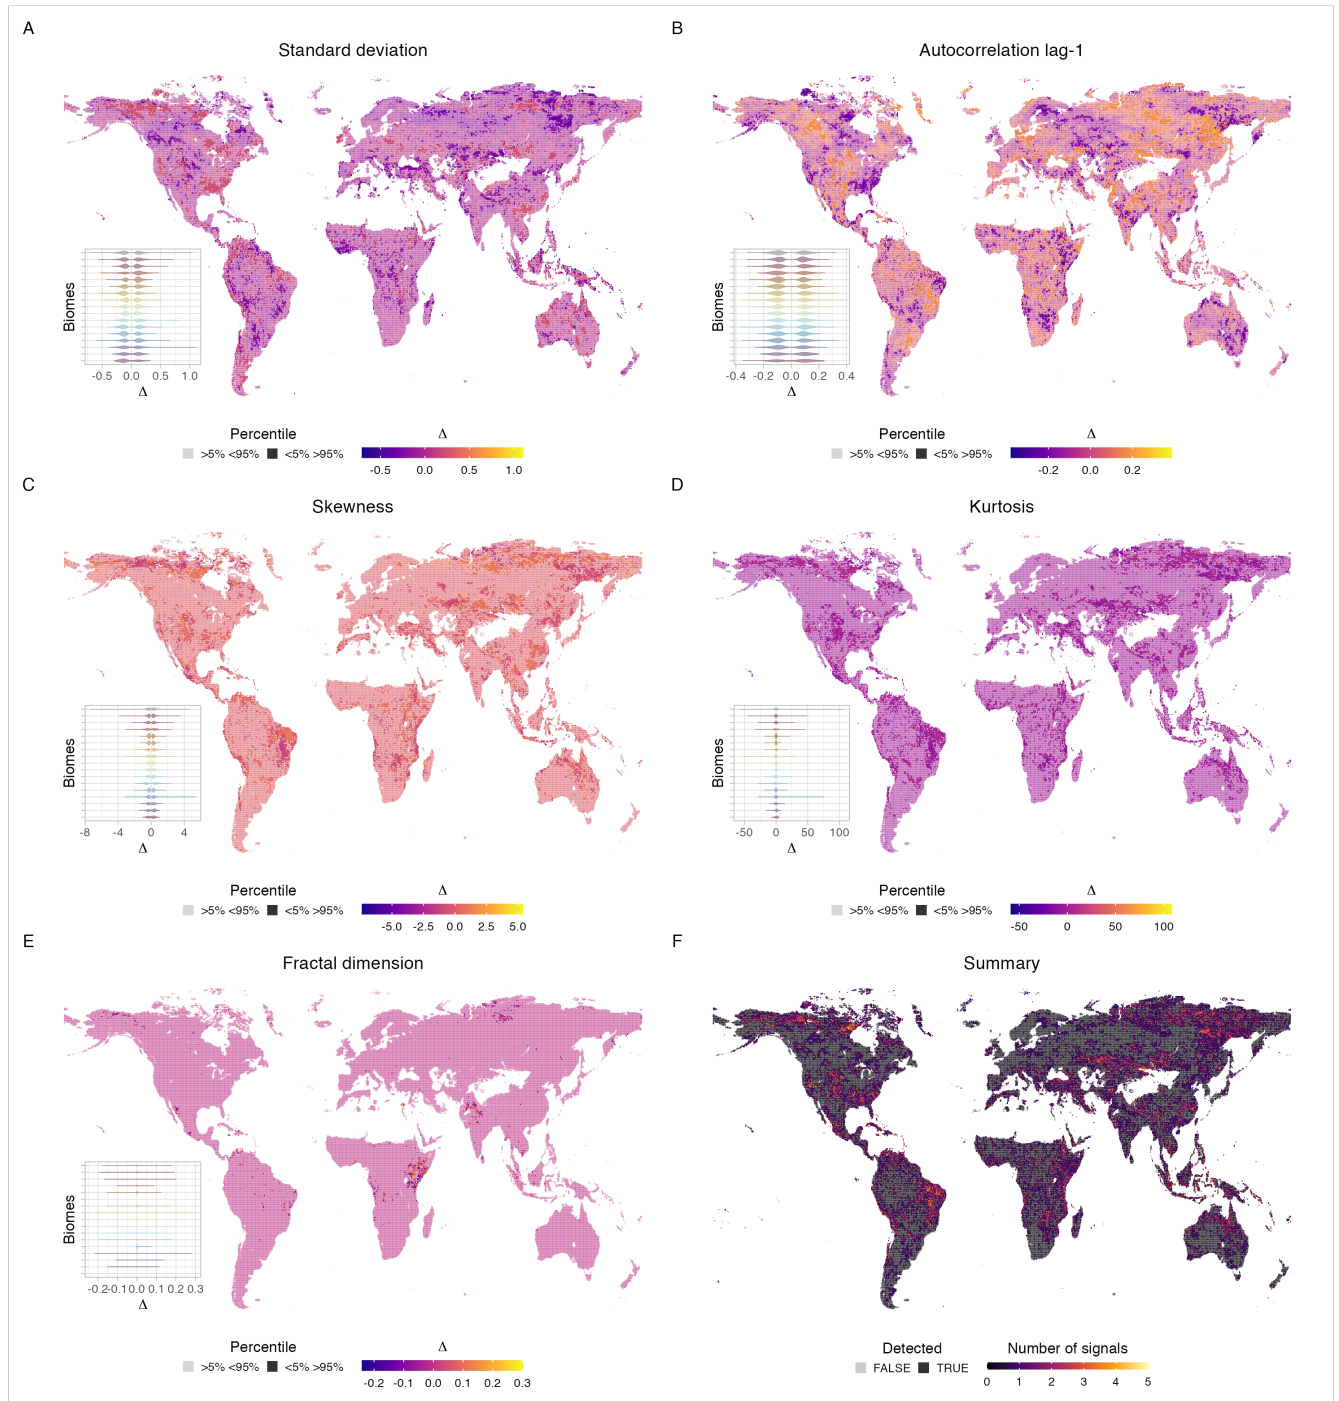 A
Standard deviation
Biomes
-0.5 0.0 0.5 1.0
Δ
Percentile
>5% <95% <5% >95%
Δ
-0.5 0.0 0.5 1.0
B
Autocorrelation lag-1
Biomes
-0.4 -0.2 0.0 0.2 0.4
Δ
Percentile
>5% <95% <5% >95%
Δ
-0.2 0.0 0.2
C
Skewness
Biomes
-8 -4 0 4
Δ
Percentile
>5% <95% <5% >95%
Δ
-5.0 -2.5 0.0 2.5 5.0
D
Kurtosis
Biomes
-50 0 50 100
Δ
Percentile
>5% <95% <5% >95%
Δ
-50 0 50 100
E
Fractal dimension
Biomes
-0.2 -0.1 0.0 0.1 0.2 0.3
Δ
Percentile
>5% <95% <5% >95%
Δ
-0.2 -0.1 0.0 0.1 0.2 0.3
F
Summary
Detected
FALSE TRUE
Number of signals
0 1 2 3 4 5